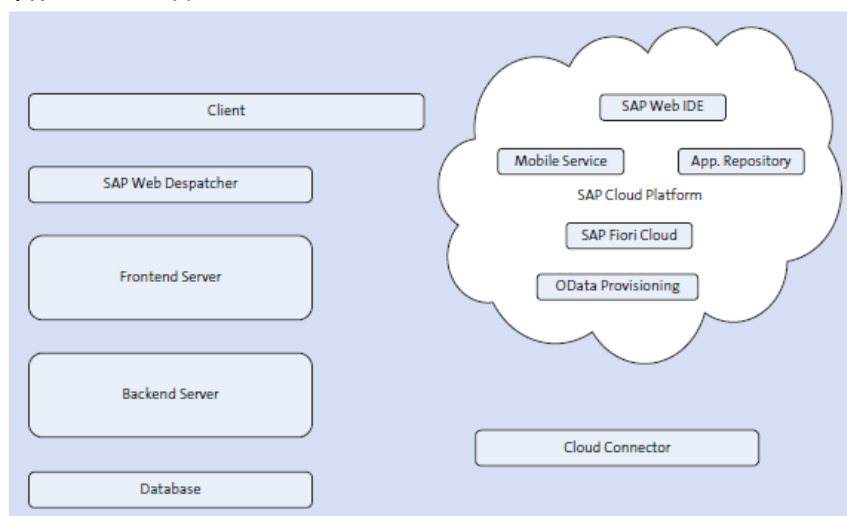 Client
SAP Web Despatcher
Frontend Server
Backend Server
Database
SAP Web IDE
Mobile Service
App. Repository
SAP Cloud Platform
SAP Fiori Cloud
OData Provisioning
Cloud Connector